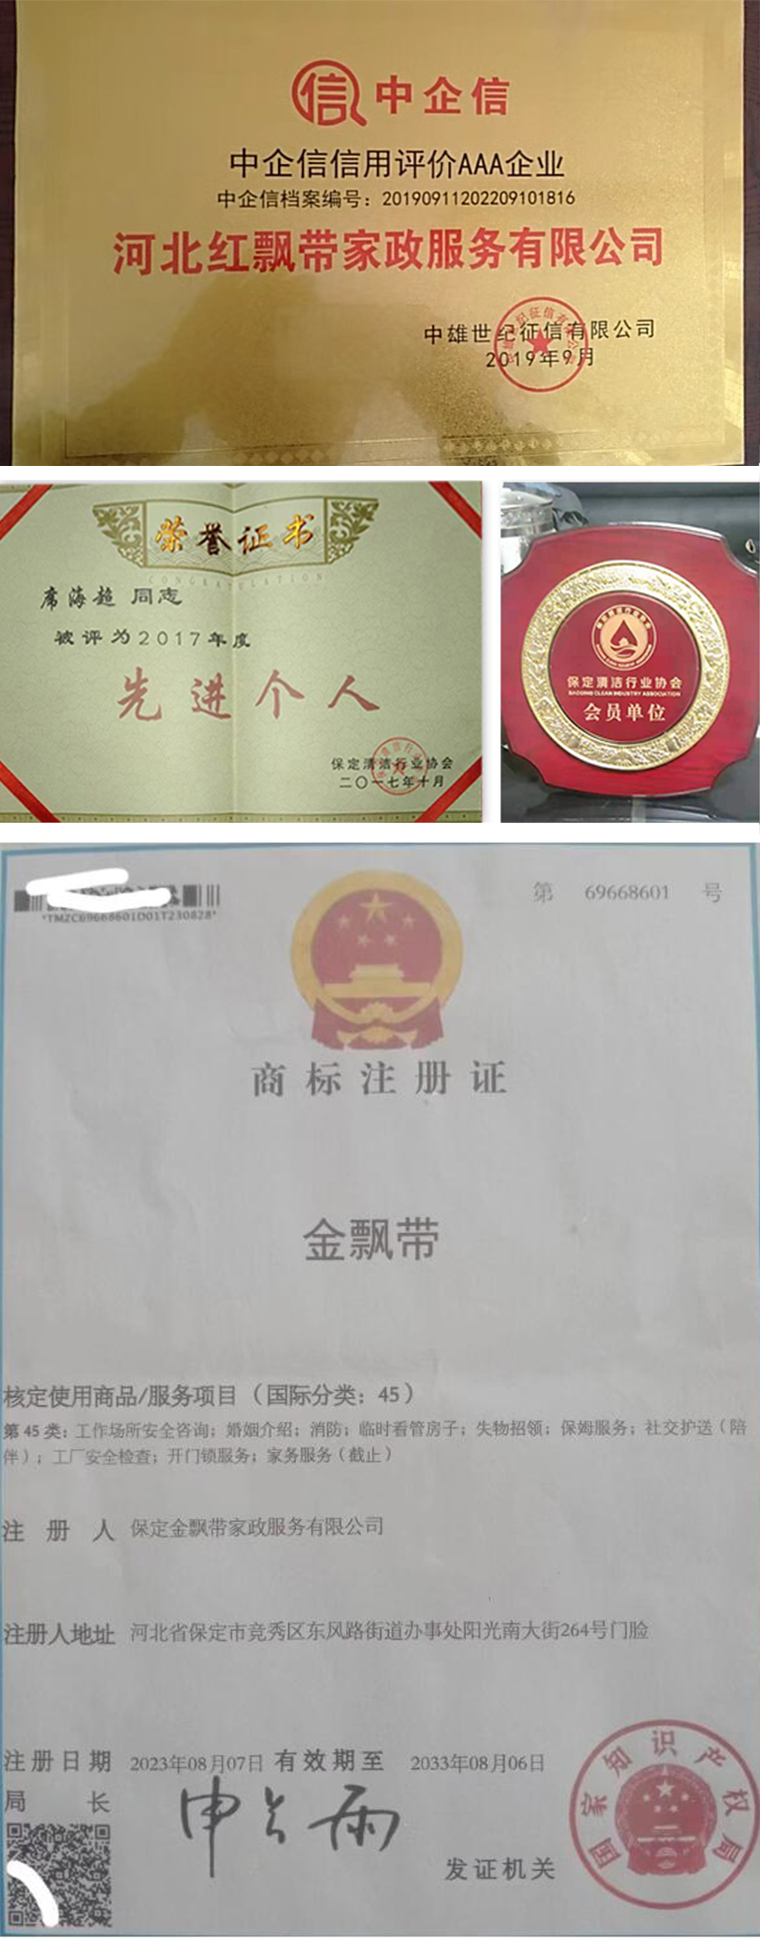 信 中企信
中企信信用评价AAA企业
中企信档案编号：20190911202209101816
河北红飘带家政服务有限公司
中雄世纪征信有限公司
2019年9月
荣誉证书
CONGRATULATION
席海超 同志
被评为2017年度
先进个人
保定清洁行业协会
二〇一七年十月
保定清洁行业协会
BAODING CLEAN INDUSTRY ASSOCIATION
会员单位
*TMZC69668601D01T230828*
第 69668601 号
商标注册证
金飘带
核定使用商品/服务项目（国际分类：45）
第 45 类：工作场所安全咨询；婚姻介绍；消防；临时看管房子；失物招领；保姆服务；社交护送（陪
伴）；工厂安全检查；开门锁服务；家务服务（截止）
注 册 人 保定金飘带家政服务有限公司
注册人地址 河北省保定市竞秀区东风路街道办事处阳光南大街264号门脸
注册日期 2023年08月07日 有效期至 2033年08月06日
局 长 申长雨
发证机关
国家知识产权局